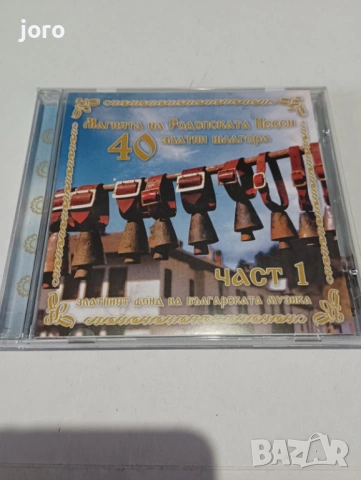 joro
Магията на Родопската Песен
40 златни шлагера
част 1
златният фонд на българската музика
BAZAR
bg